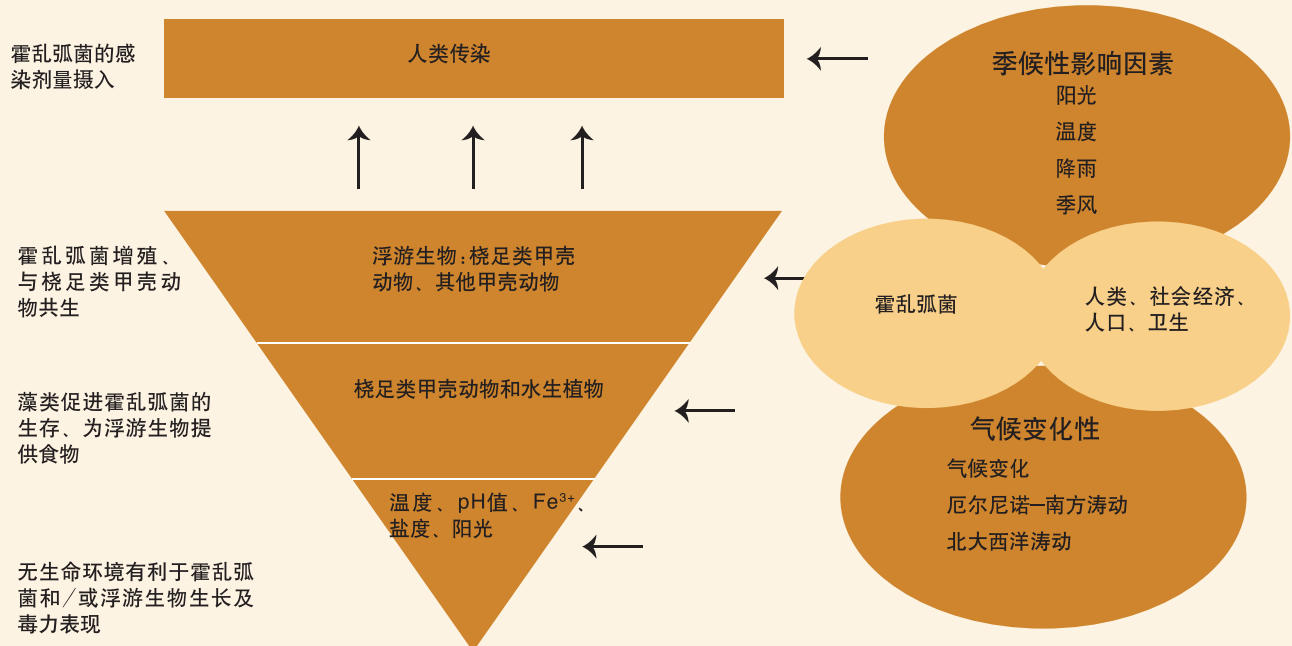 霍乱弧菌的感
染剂量摄入
人类传染
季候性影响因素
阳光
温度
降雨
季风
霍乱弧菌增殖、
与桡足类甲壳动
物共生
浮游生物:桡足类甲壳
动物、其他甲壳动物
霍乱弧菌
人类、社会经济、
人口、卫生
藻类促进霍乱弧菌的
生存、为浮游生物提
供食物
桡足类甲壳动物和水生植物
气候变化性
气候变化
厄尔尼诺—南方涛动
北大西洋涛动
温度、pH值、Fe³⁺、
盐度、阳光
无生命环境有利于霍乱弧
菌和/或浮游生物生长及
毒力表现